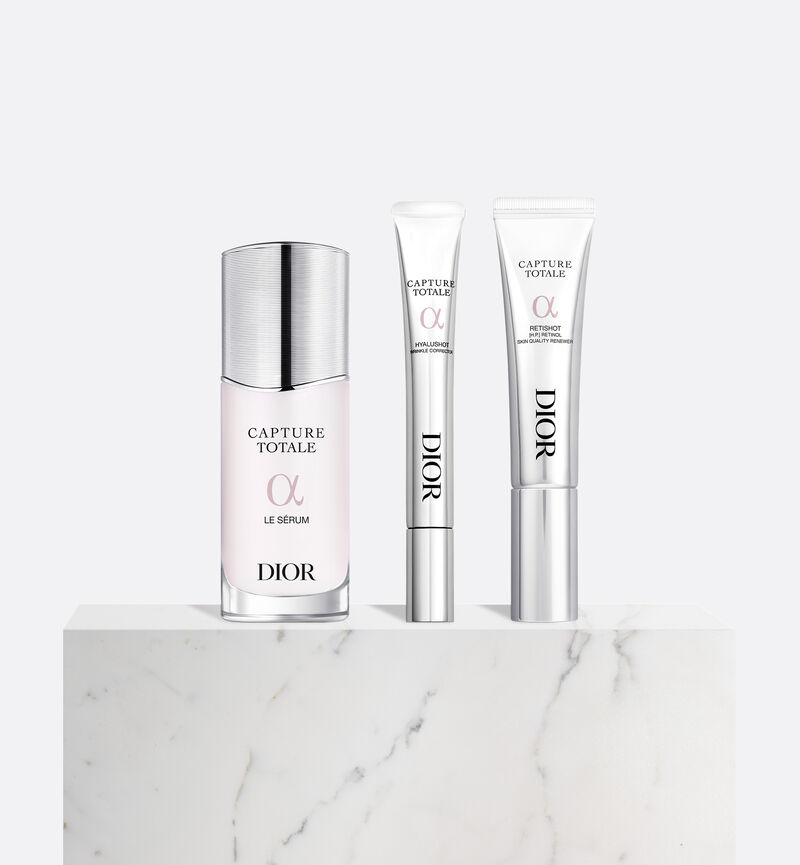 CAPTURE
TOTALE
α
LE SÉRUM
DIOR
CAPTURE
TOTALE
α
HYALUSHOT
WRINKLE CORRECTOR
DIOR
CAPTURE
TOTALE
α
RETISHOT
[H.P.] RETINOL
SKIN QUALITY RENEWER
DIOR